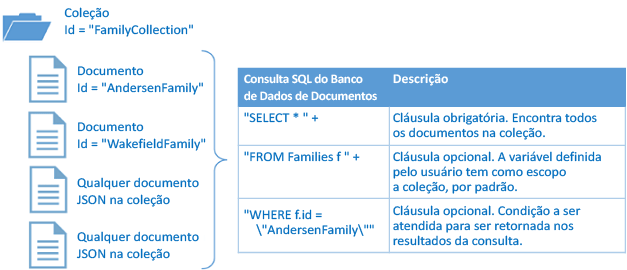 Coleção
Id = "FamilyCollection"
Documento
Id = "AndersenFamily"
Documento
Id = "WakefieldFamily"
Qualquer documento
JSON na coleção
Qualquer documento
JSON na coleção
Consulta SQL do Banco
de Dados de Documentos
Descrição
"SELECT * " +
Cláusula obrigatória. Encontra todos
os documentos na coleção.
"FROM Families f " +
Cláusula opcional. A variável definida
pelo usuário tem como escopo
a coleção, por padrão.
"WHERE f.id =
\"AndersenFamily\""
Cláusula opcional. Condição a ser
atendida para ser retornada nos
resultados da consulta.